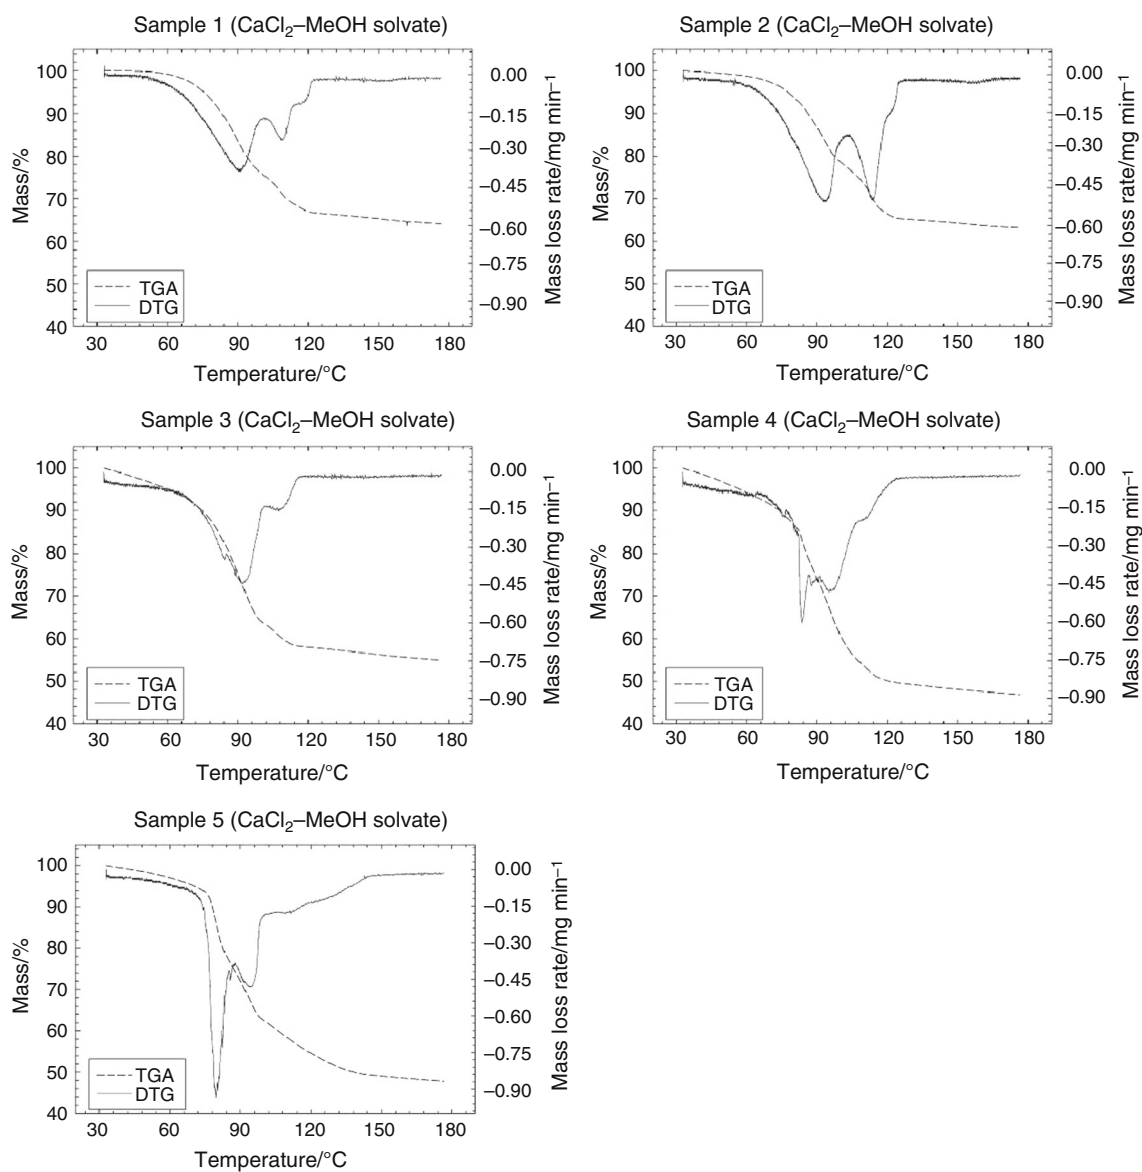 Sample 1 (CaCl2–MeOH solvate)
100
90
80
70
60
50
40
Mass/%
0.00
–0.15
–0.30
–0.45
–0.60
–0.75
–0.90
Mass loss rate/mg min–1
TGA
DTG
30 60 90 120 150 180
Temperature/°C
Sample 2 (CaCl2–MeOH solvate)
100
90
80
70
60
50
40
Mass/%
0.00
–0.15
–0.30
–0.45
–0.60
–0.75
–0.90
Mass loss rate/mg min–1
TGA
DTG
30 60 90 120 150 180
Temperature/°C
Sample 3 (CaCl2–MeOH solvate)
100
90
80
70
60
50
40
Mass/%
0.00
–0.15
–0.30
–0.45
–0.60
–0.75
–0.90
Mass loss rate/mg min–1
TGA
DTG
30 60 90 120 150 180
Temperature/°C
Sample 4 (CaCl2–MeOH solvate)
100
90
80
70
60
50
40
Mass/%
0.00
–0.15
–0.30
–0.45
–0.60
–0.75
–0.90
Mass loss rate/mg min–1
TGA
DTG
30 60 90 120 150 180
Temperature/°C
Sample 5 (CaCl2–MeOH solvate)
100
90
80
70
60
50
40
Mass/%
0.00
–0.15
–0.30
–0.45
–0.60
–0.75
–0.90
Mass loss rate/mg min–1
TGA
DTG
30 60 90 120 150 180
Temperature/°C